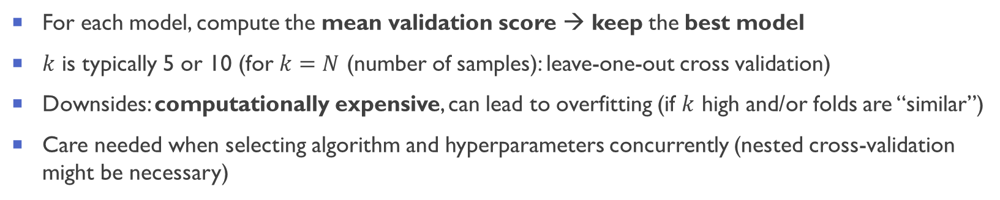 ▪ For each model, compute the mean validation score → keep the best model
▪ k is typically 5 or 10 (for k = N (number of samples): leave-one-out cross validation)
▪ Downsides: computationally expensive, can lead to overfitting (if k high and/or folds are “similar”)
▪ Care needed when selecting algorithm and hyperparameters concurrently (nested cross-validation
might be necessary)